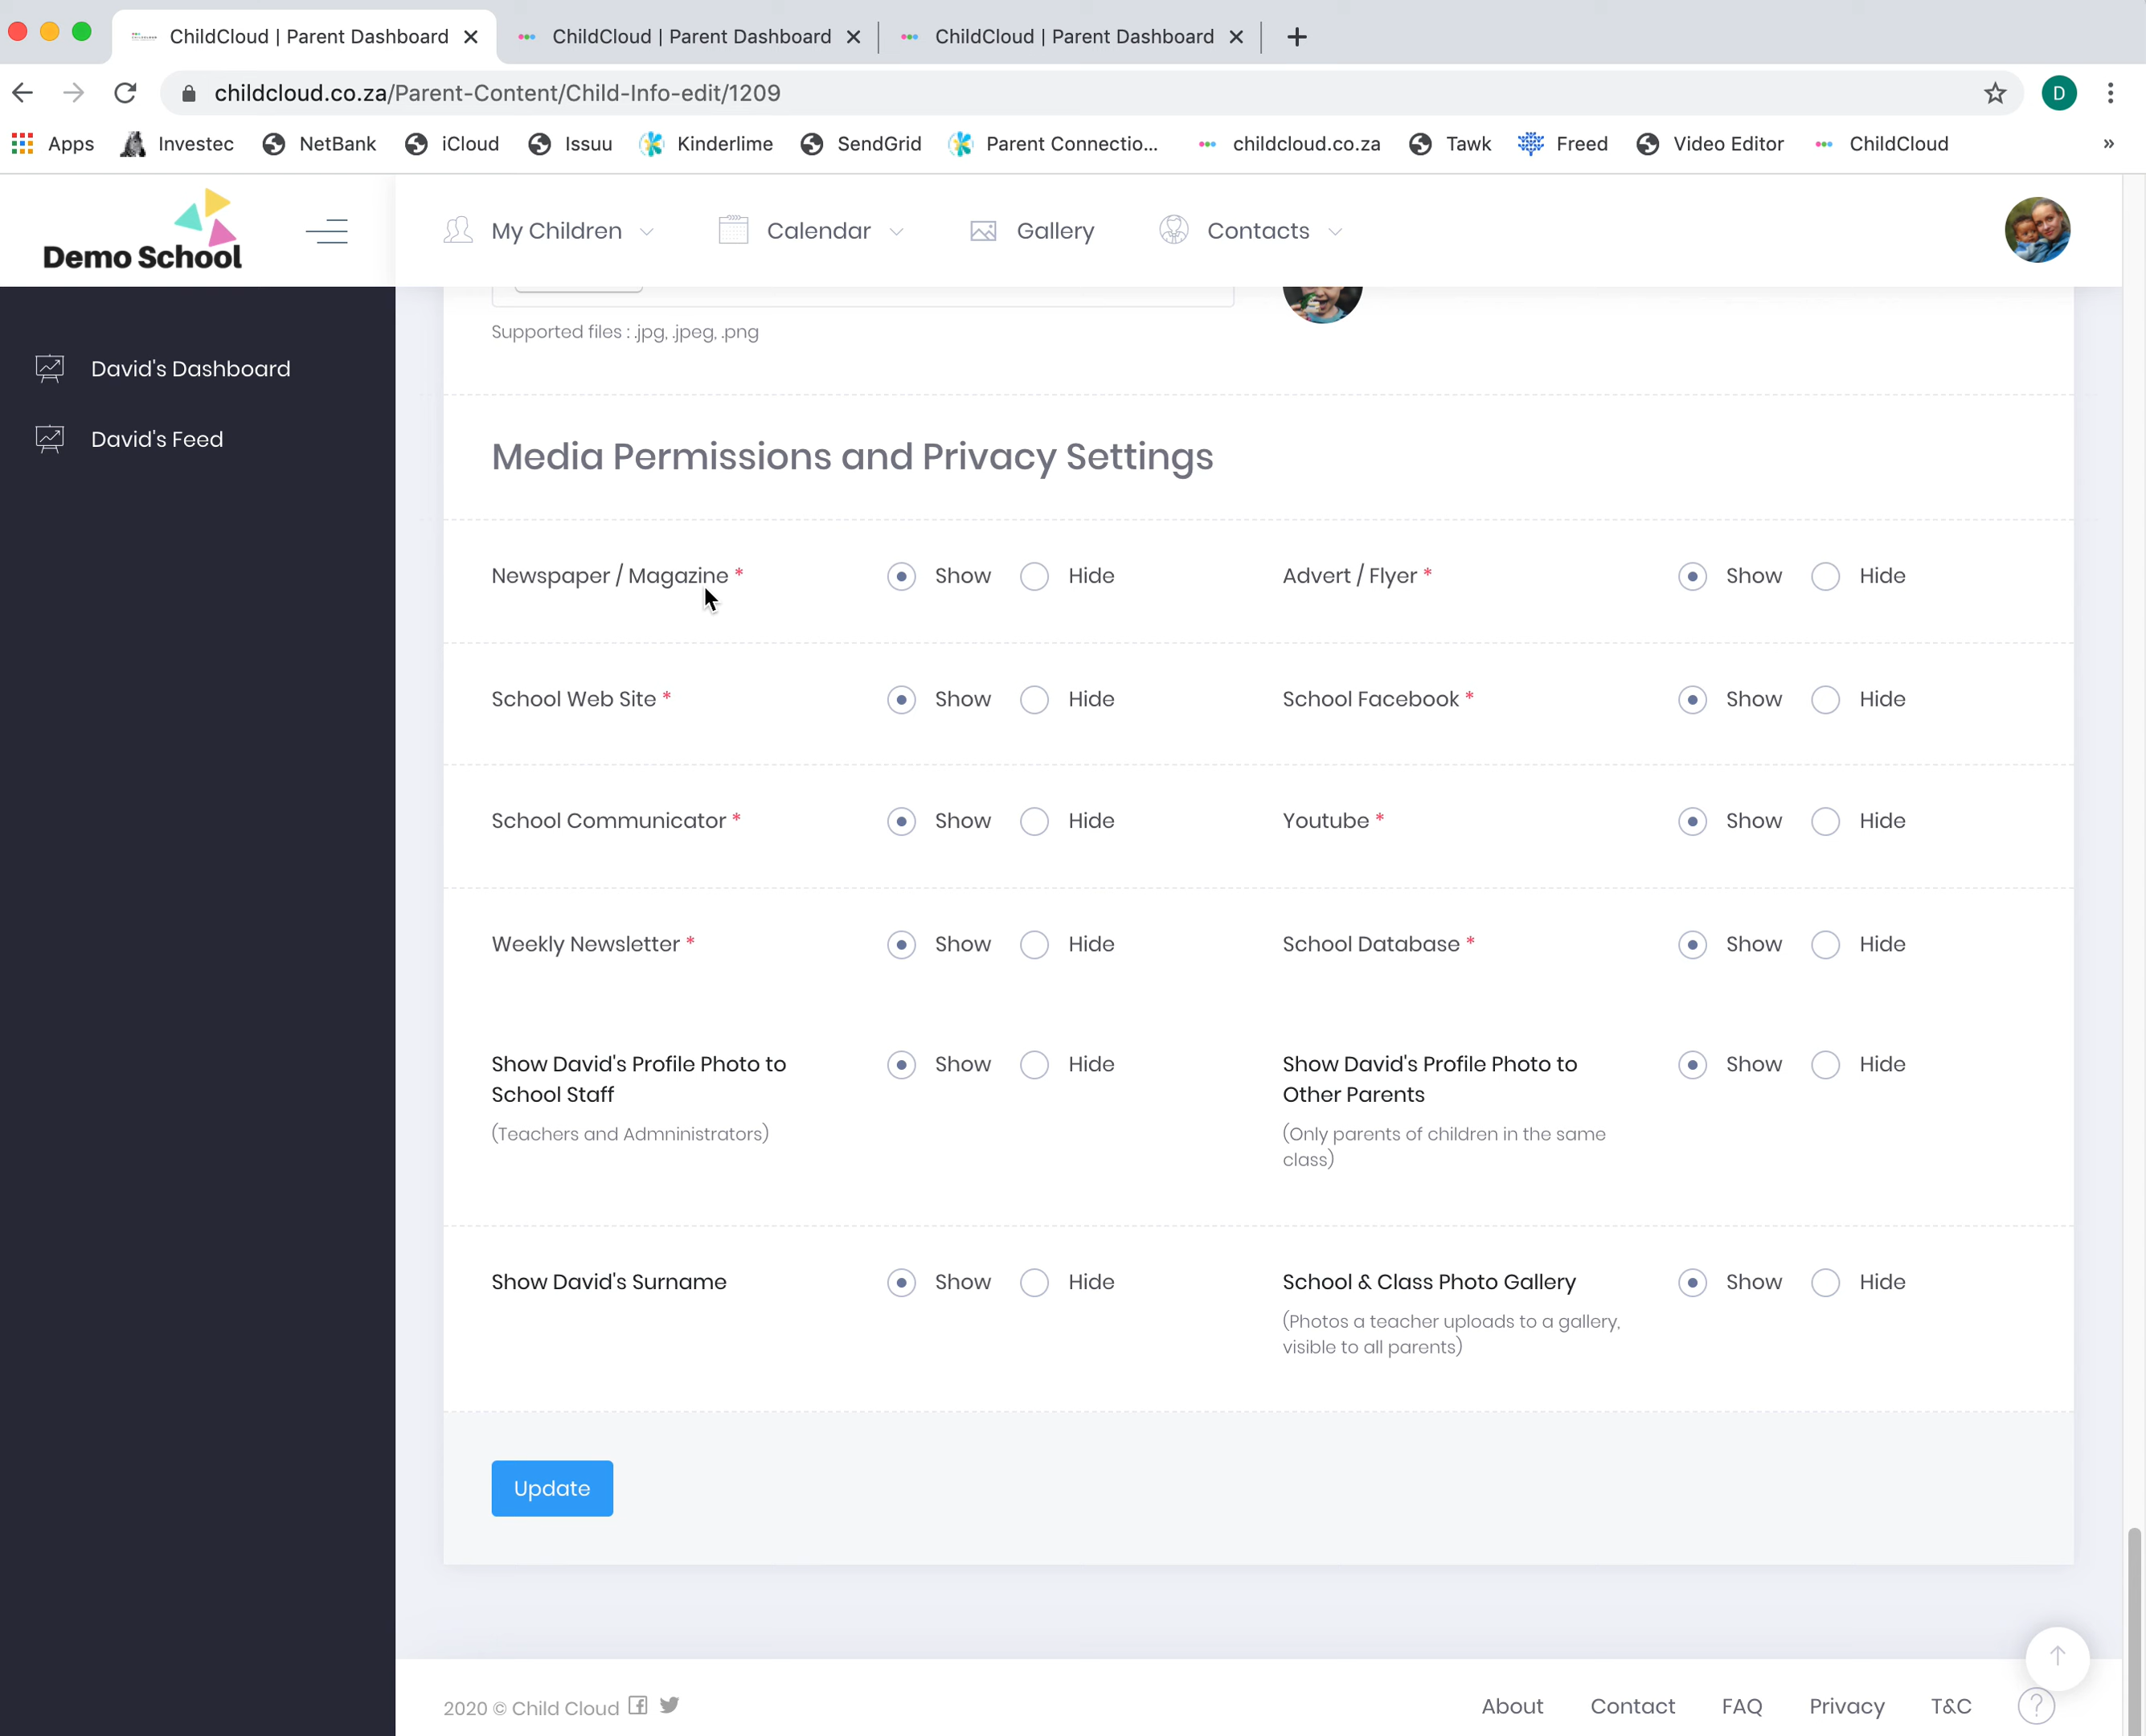 ChildCloud | Parent Dashboard
ChildCloud | Parent Dashboard
ChildCloud | Parent Dashboard
childcloud.co.za/Parent-Content/Child-Info-edit/1209
D
Apps Investec NetBank iCloud Issuu Kinderlime SendGrid Parent Connectio... childcloud.co.za Tawk Freed Video Editor ChildCloud »
Demo School
My Children Calendar Gallery Contacts
David's Dashboard
David's Feed
Supported files : .jpg, .jpeg, .png
Media Permissions and Privacy Settings
Newspaper / Magazine * Show Hide Advert / Flyer * Show Hide
School Web Site * Show Hide School Facebook * Show Hide
School Communicator * Show Hide Youtube * Show Hide
Weekly Newsletter * Show Hide School Database * Show Hide
Show David's Profile Photo to
School Staff
(Teachers and Admninistrators)
Show Hide
Show David's Profile Photo to
Other Parents
(Only parents of children in the same
class)
Show Hide
Show David's Surname Show Hide
School & Class Photo Gallery
(Photos a teacher uploads to a gallery,
visible to all parents)
Show Hide
Update
2020 © Child Cloud
About Contact FAQ Privacy T&C ?